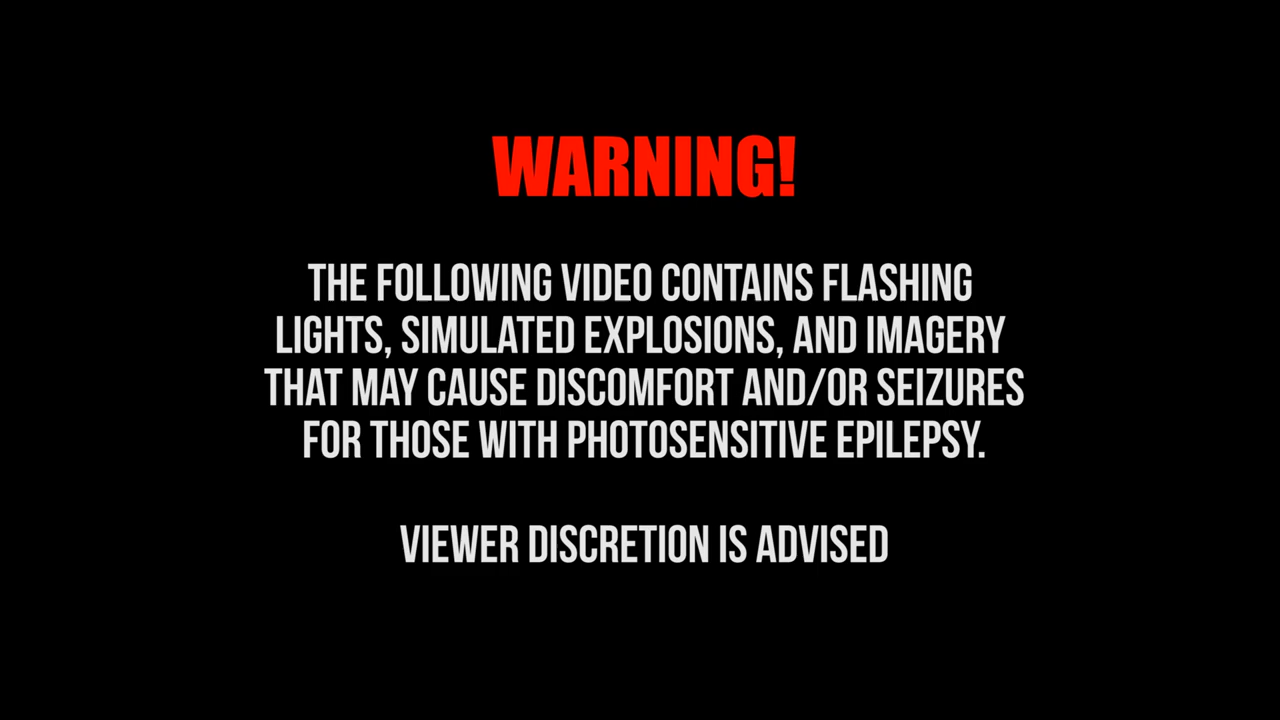 WARNING!
THE FOLLOWING VIDEO CONTAINS FLASHING
LIGHTS, SIMULATED EXPLOSIONS, AND IMAGERY
THAT MAY CAUSE DISCOMFORT AND/OR SEIZURES
FOR THOSE WITH PHOTOSENSITIVE EPILEPSY.
VIEWER DISCRETION IS ADVISED